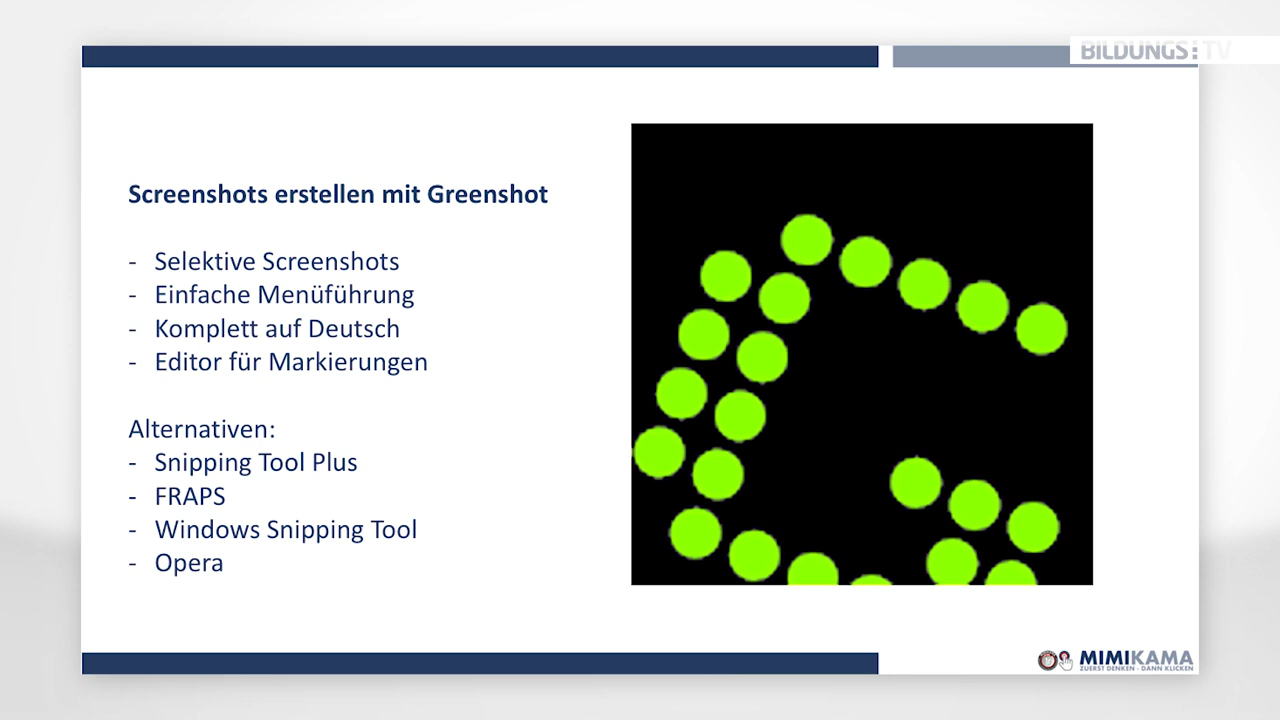 BILDUNGS:TV
Screenshots erstellen mit Greenshot
- Selektive Screenshots
- Einfache Menüführung
- Komplett auf Deutsch
- Editor für Markierungen
Alternativen:
- Snipping Tool Plus
- FRAPS
- Windows Snipping Tool
- Opera
MIMIKAMA
ZUERST DENKEN - DANN KLICKEN